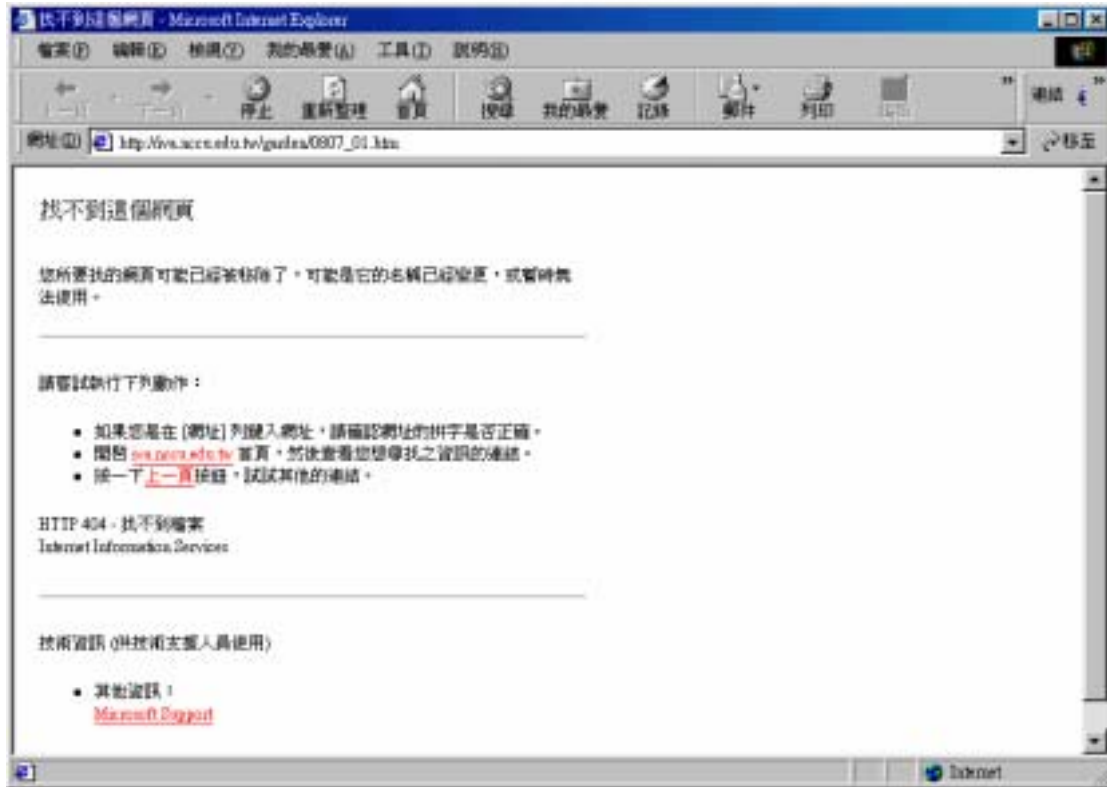 找不到這個網頁 - Microsoft Internet Explorer
檔案(F) 編輯(E) 檢視(V) 我的最愛(A) 工具(T) 說明(H)
上一頁 下一頁 停止 重新整理 首頁 搜尋 我的最愛 記錄 郵件 列印 連結
網址(D) 移至
找不到這個網頁
您所要找的網頁可能已經被移除了,可能是它的名稱已經變更,或暫時無
法使用。
請嘗試執行下列動作:
如果您是在 [網址] 列鍵入網址,請確認網址的拼字是否正確。
開啟 首頁,然後查看您想尋找之資訊的連結。
按一下上一頁按鈕,試試其他的連結。
HTTP 404 - 找不到檔案
Internet Information Services
技術資訊 (供技術支援人員使用)
其他資訊:
Microsoft Support
Internet